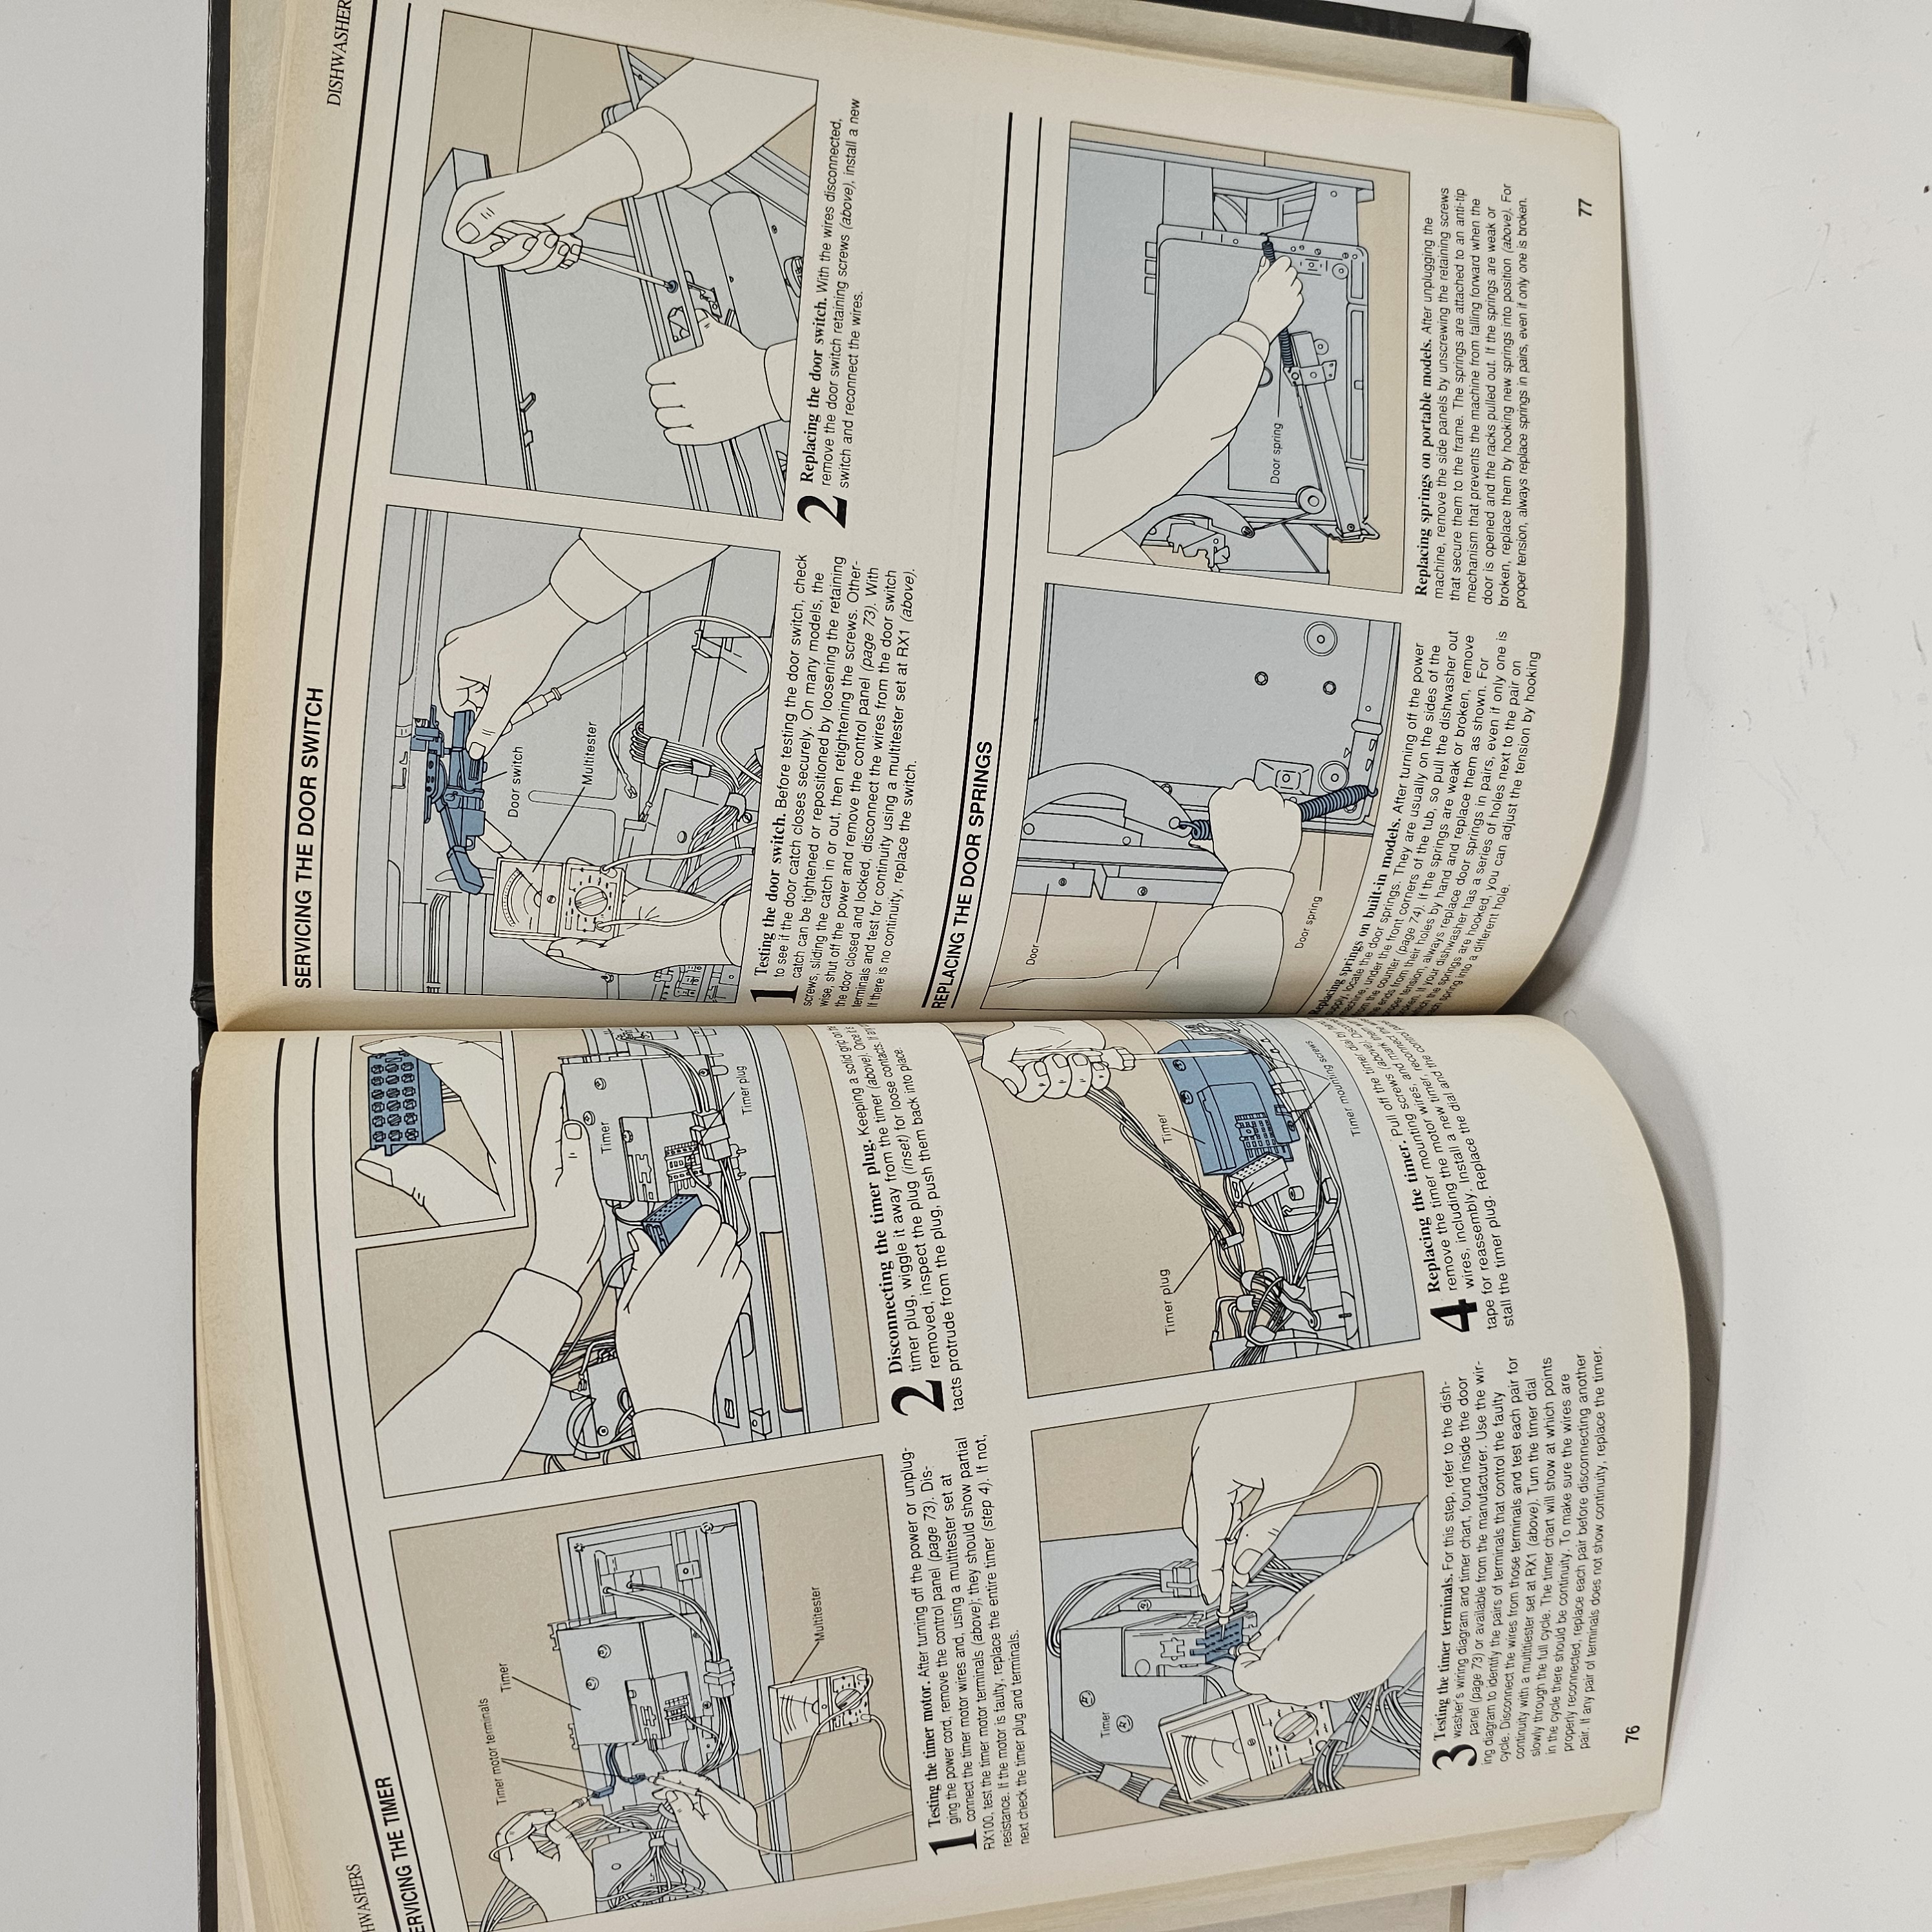 HWASHERS
ERVICING THE TIMER
Timer motor terminals
Timer
Multitester
1 Testing the timer motor. After turning off the power or unplug-
ging the power cord, remove the control panel (page 73). Dis-
connect the timer motor wires and, using a multitester set at
RX100, test the timer motor terminals (above); they should show partial
resistance. If the motor is faulty, replace the entire timer (step 4). If not,
next check the timer plug and terminals.
Timer
Timer plug
2 Disconnecting the timer plug. Keeping a solid grip on the
timer plug, wiggle it away from the timer (above). Once it is
removed, inspect the plug (inset) for loose contacts. If any
tacts protrude from the plug, push them back into place.
Timer
3 Testing the timer terminals. For this step, refer to the dish-
washer's wiring diagram and timer chart, found inside the door
panel (page 73) or available from the manufacturer. Use the wir-
ing diagram to identify the pairs of terminals that control the faulty
cycle. Disconnect the wires from those terminals and test each pair for
continuity with a multitiester set at RX1 (above). Turn the timer dial
slowly through the full cycle. The timer chart will show at which points
in the cycle there should be continuity. To make sure the wires are
properly reconnected, replace each pair before disconnecting another
pair. If any pair of terminals does not show continuity, replace the timer.
Timer plug
Timer
Timer mounting screws
4 Replacing the timer. Pull off the timer dial by hand
remove the timer mounting screws (above). Disconn
wires, including the motor wires, and mark them with
tape for reassembly. Install a new timer, reconnect the
stall the timer plug. Replace the dial and the control panel
76
SERVICING THE DOOR SWITCH
DISHWASHER
Door switch
Multitester
1 Testing the door switch. Before testing the door switch, check
to see if the door catch closes securely. On many models, the
catch can be tightened or repositioned by loosening the retaining
screws, sliding the catch in or out, then retightening the screws. Other-
wise, shut off the power and remove the control panel (page 73). With
the door closed and locked, disconnect the wires from the door switch
terminals and test for continuity using a multitester set at RX1 (above).
If there is no continuity, replace the switch.
2 Replacing the door switch. With the wires disconnected,
remove the door switch retaining screws (above), install a new
switch and reconnect the wires.
REPLACING THE DOOR SPRINGS
Door
Door spring
Replacing springs on built-in models. After turning off the power
supply, locate the door springs. They are usually on the sides of the
machine, under the front corners of the tub, so pull the dishwasher out
from the counter (page 74). If the springs are weak or broken, remove
the ends from their holes by hand and replace them as shown. For
proper tension, always replace door springs in pairs, even if only one is
broken. If your dishwasher has a series of holes next to the pair on
which the springs are hooked, you can adjust the tension by hooking
each spring into a different hole.
Door spring
Replacing springs on portable models. After unplugging the
machine, remove the side panels by unscrewing the retaining screws
that secure them to the frame. The springs are attached to an anti-tip
mechanism that prevents the machine from falling forward when the
door is opened and the racks pulled out. If the springs are weak or
broken, replace them by hooking new springs into position (above). For
proper tension, always replace springs in pairs, even if only one is broken.
77